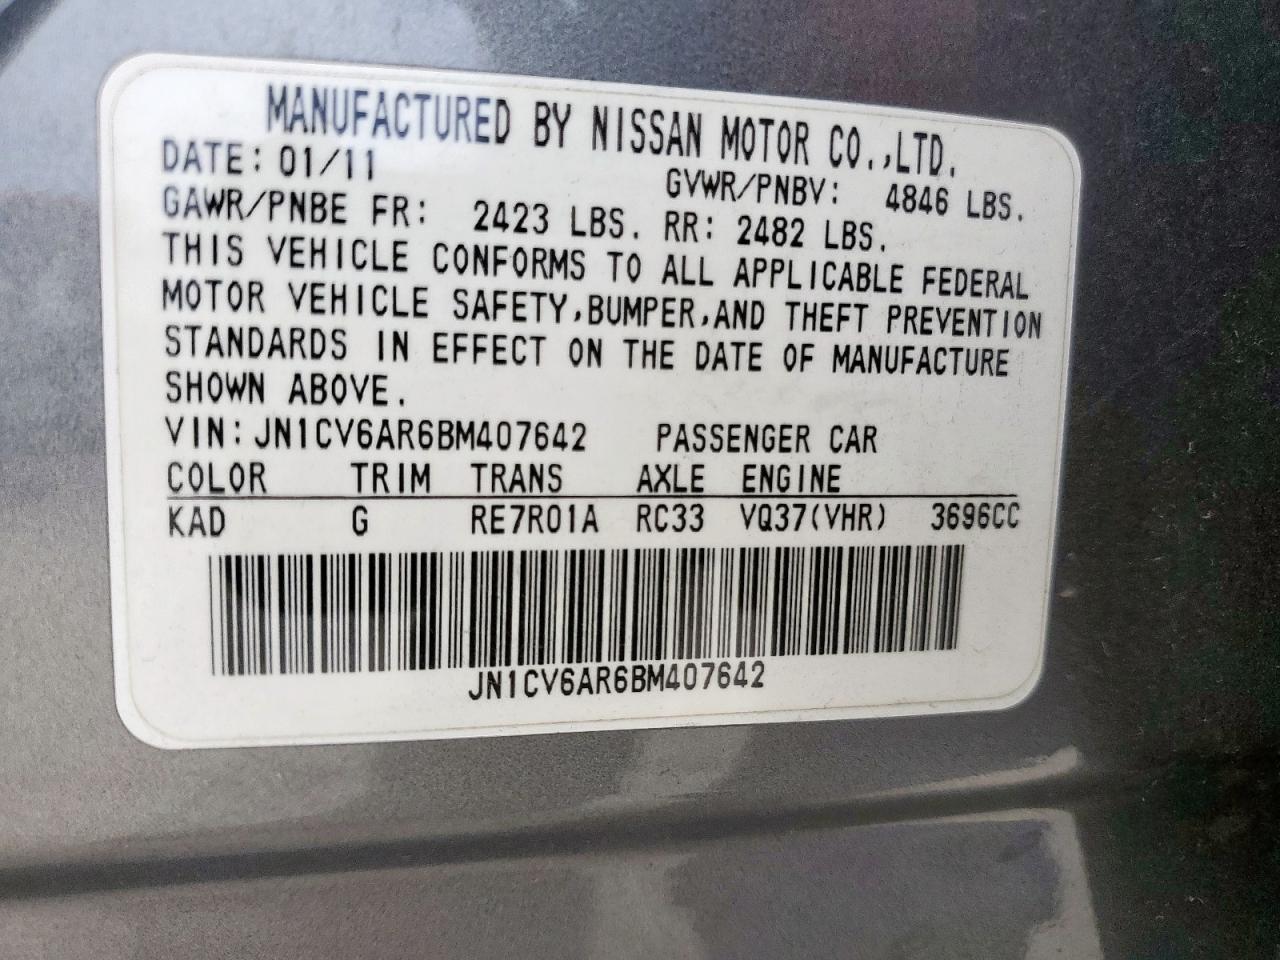 MANUFACTURED BY NISSAN MOTOR CO.,LTD.
DATE: 01/11 GVWR/PNBV: 4846 LBS.
GAWR/PNBE FR: 2423 LBS. RR: 2482 LBS.
THIS VEHICLE CONFORMS TO ALL APPLICABLE FEDERAL
MOTOR VEHICLE SAFETY,BUMPER,AND THEFT PREVENTION
STANDARDS IN EFFECT ON THE DATE OF MANUFACTURE
SHOWN ABOVE.
VIN:JN1CV6AR6BM407642 PASSENGER CAR
COLOR TRIM TRANS AXLE ENGINE
KAD G RE7R01A RC33 VQ37(VHR) 3696CC
JN1CV6AR6BM407642